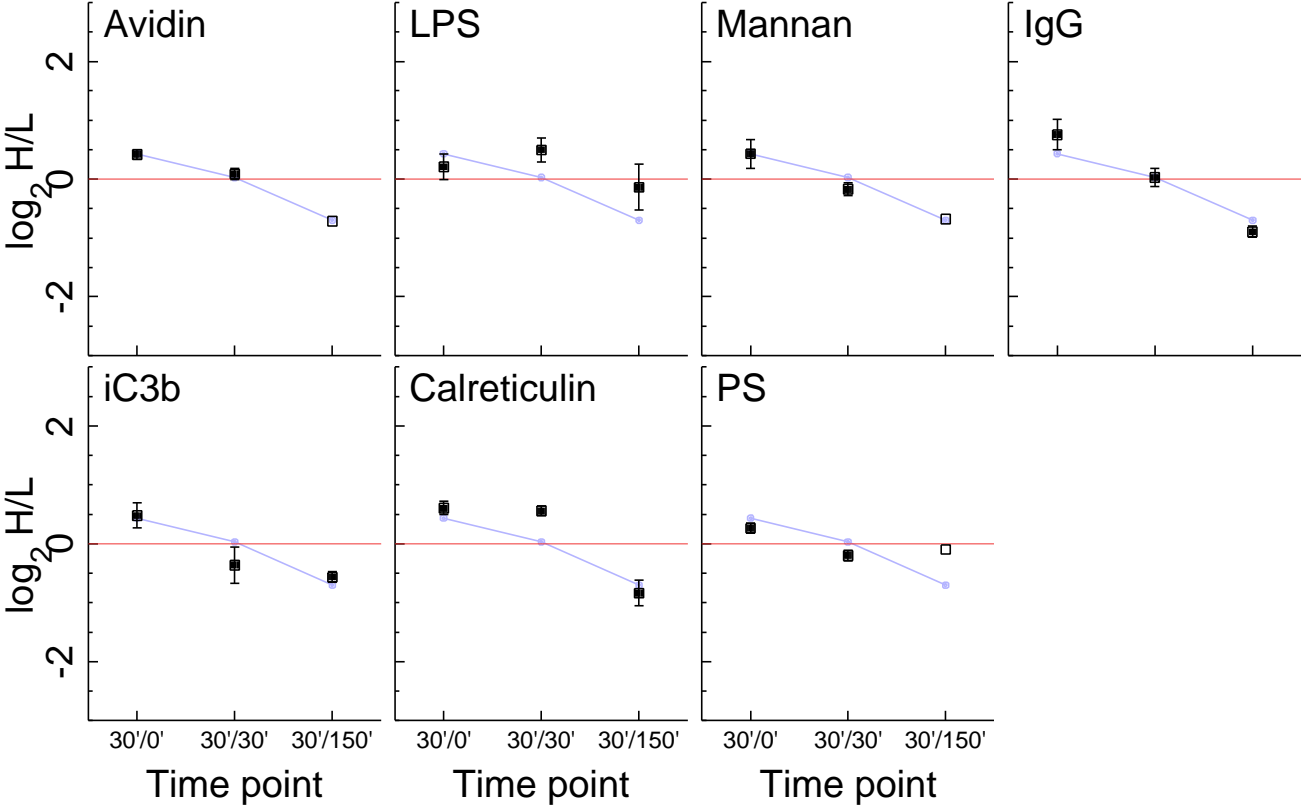 Avidin LPS Mannan IgG
2
0
-2
log2 H/L
iC3b Calreticulin PS
2
0
-2
log2 H/L
30'/0' 30'/30' 30'/150' 30'/0' 30'/30' 30'/150' 30'/0' 30'/30' 30'/150'
Time point Time point Time point